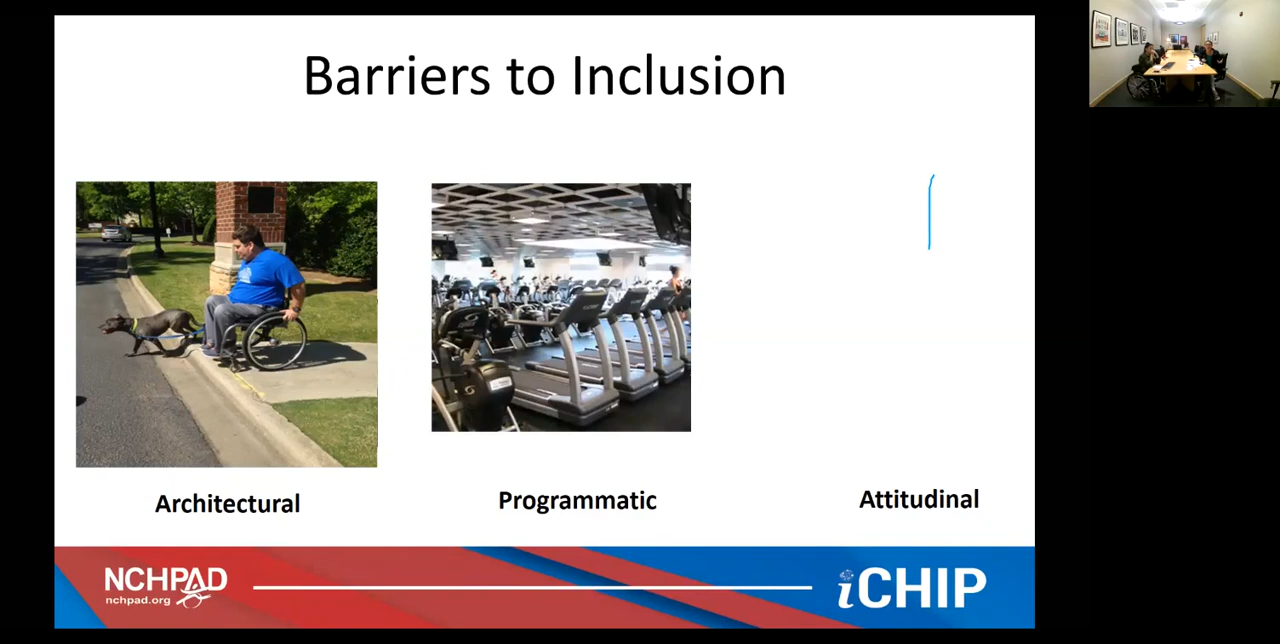 Barriers to Inclusion
Architectural
Programmatic
Attitudinal
NCHPAD
nchpad.org
iCHIP